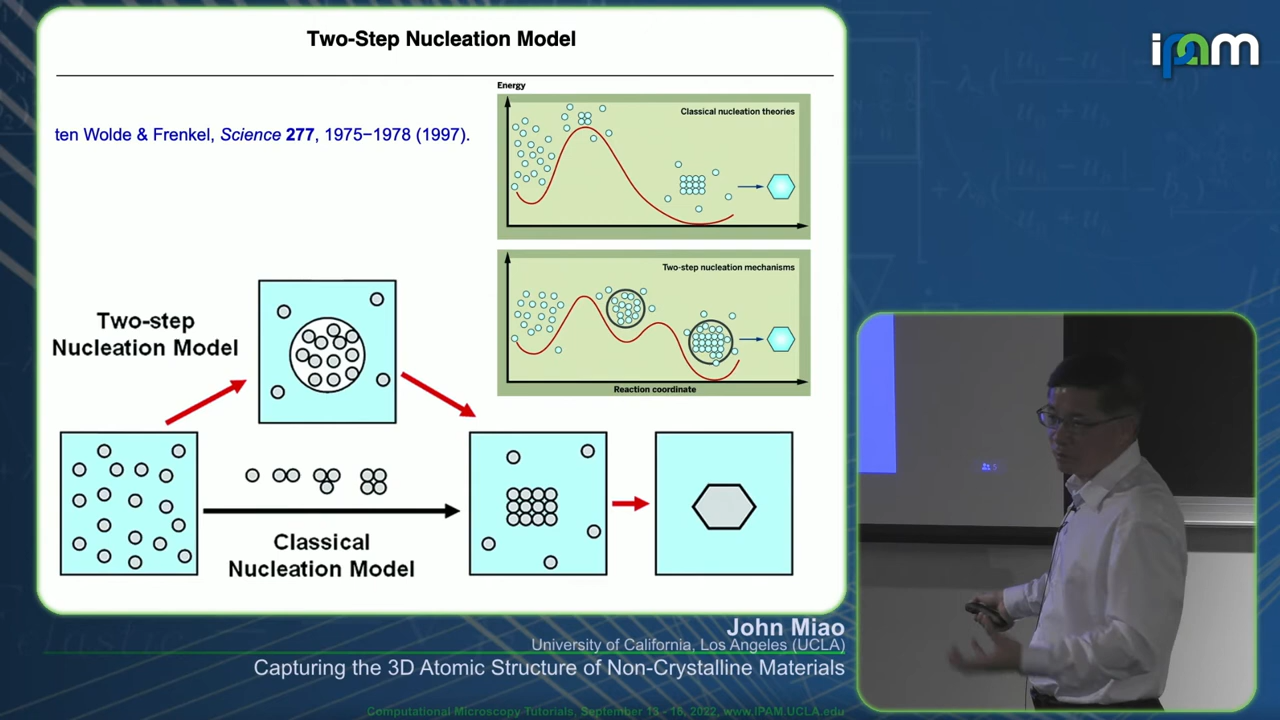 Two-Step Nucleation Model
ipam
ten Wolde & Frenkel, Science 277, 1975−1978 (1997).
Energy
Classical nucleation theories
Two-step nucleation mechanisms
Reaction coordinate
Two-step
Nucleation Model
Classical
Nucleation Model
John Miao
University of California, Los Angeles (UCLA)
Capturing the 3D Atomic Structure of Non-Crystalline Materials
Computational Microscopy Tutorials, September 13 - 16, 2022, www.IPAM.UCLA.edu